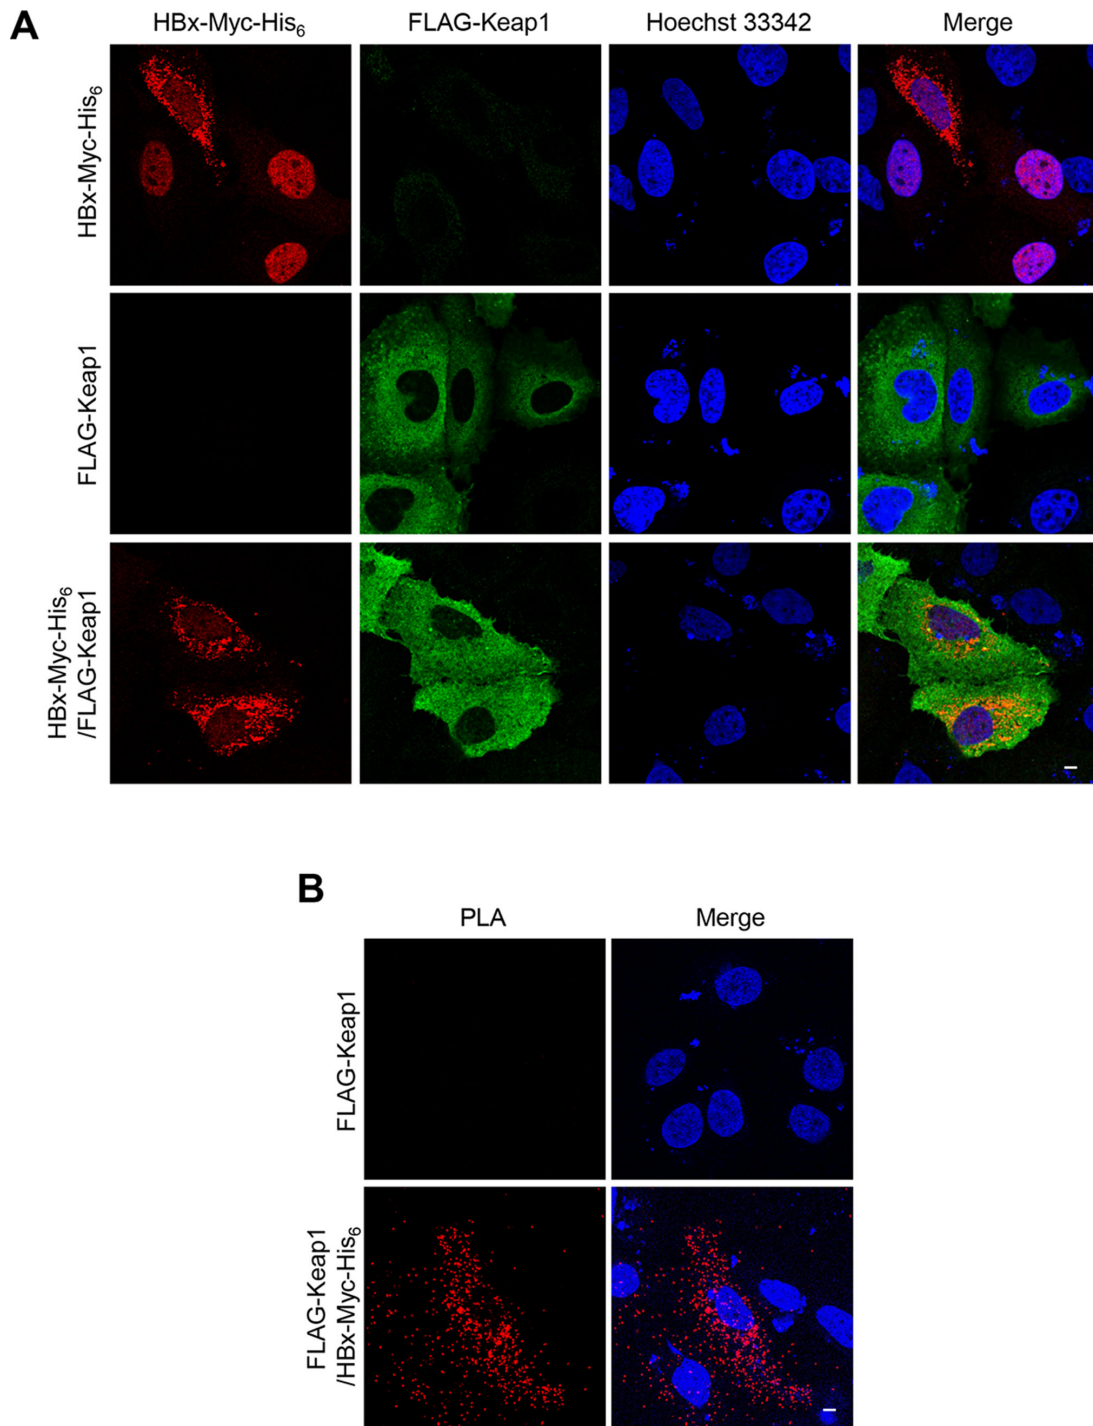 A
HBx-Myc-His₆
FLAG-Keap1
Hoechst 33342
Merge
HBx-Myc-His₆
FLAG-Keap1
HBx-Myc-His₆
/FLAG-Keap1
B
PLA
Merge
FLAG-Keap1
FLAG-Keap1
/HBx-Myc-His₆